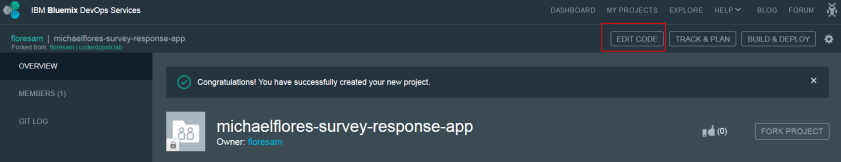 IBM Bluemix DevOps Services DASHBOARD MY PROJECTS EXPLORE HELP BLOG FORUM
floresam | michaelflores-survey-response-app EDIT CODE TRACK & PLAN BUILD & DEPLOY
Forked from: floresam | coderdojodclab
OVERVIEW
Congratulations! You have successfully created your new project.
MEMBERS (1)
GIT LOG
michaelflores-survey-response-app
(0) FORK PROJECT
Owner: floresam